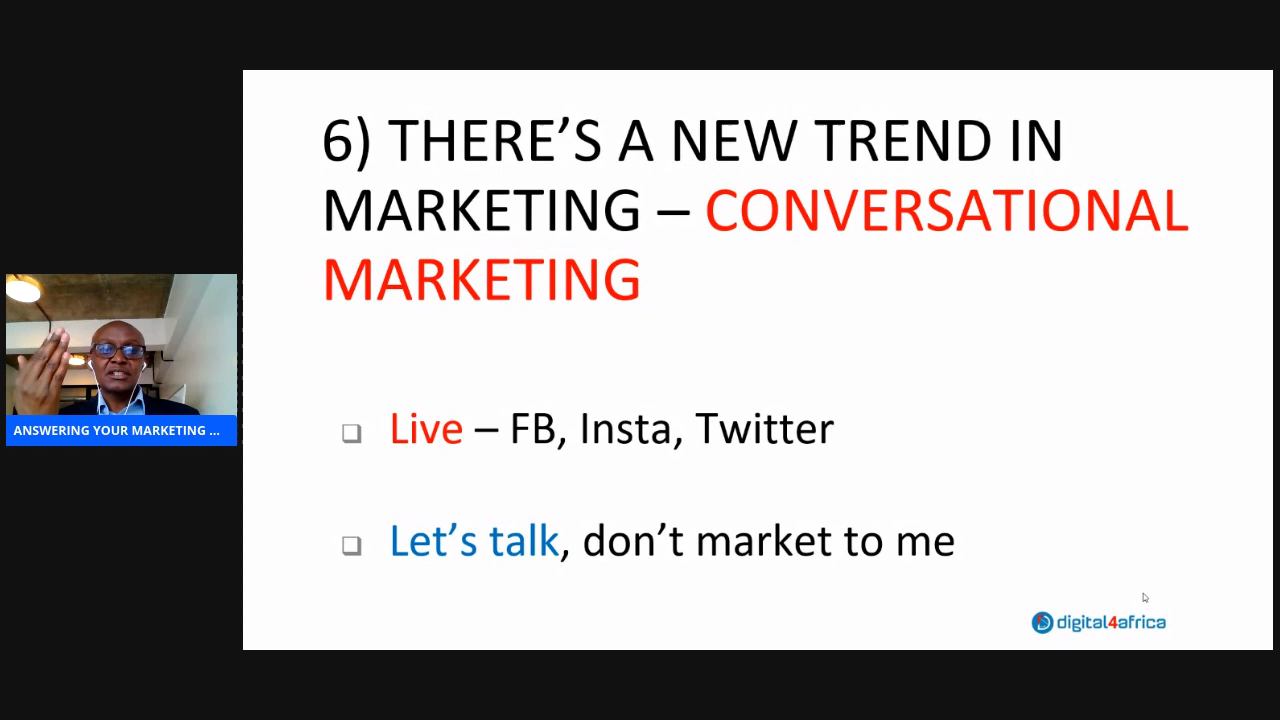 6) THERE’S A NEW TREND IN
MARKETING – CONVERSATIONAL
MARKETING
Live – FB, Insta, Twitter
Let’s talk, don’t market to me
digital4africa
ANSWERING YOUR MARKETING ...